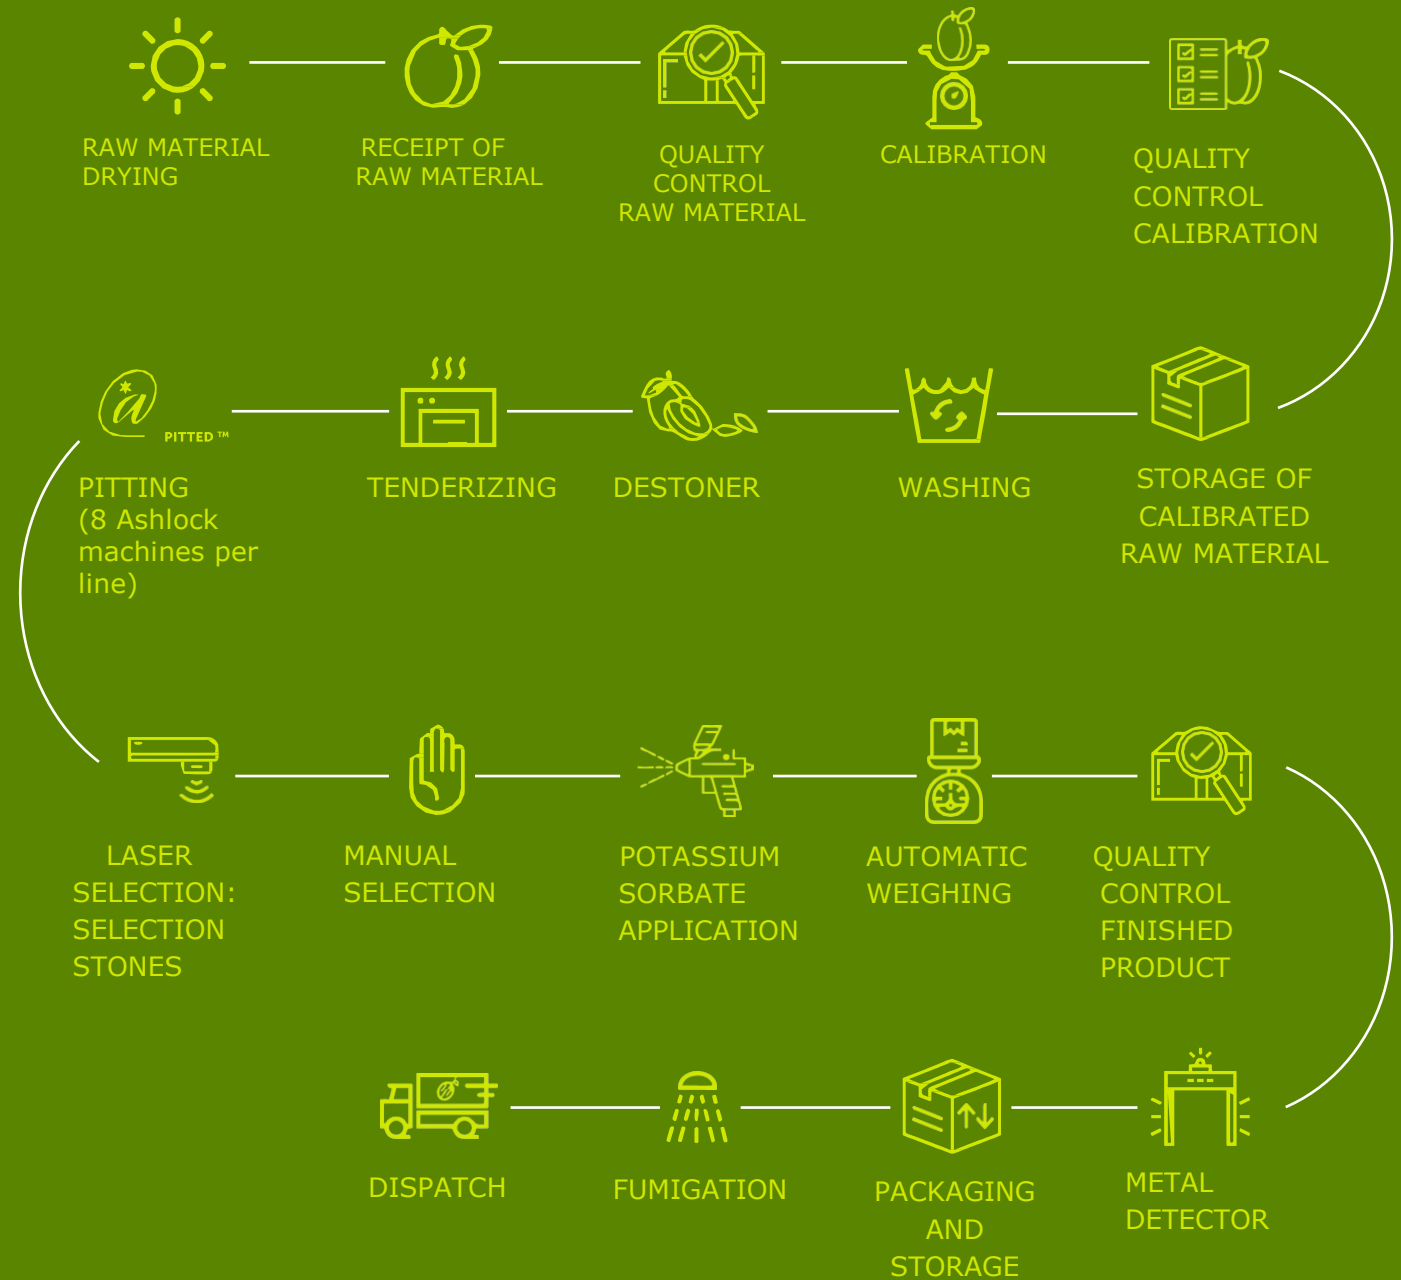 RAW MATERIAL
DRYING
RECEIPT OF
RAW MATERIAL
QUALITY
CONTROL
RAW MATERIAL
CALIBRATION
QUALITY
CONTROL
CALIBRATION
a
PITTED ™
PITTING
(8 Ashlock
machines per
line)
TENDERIZING
DESTONER
WASHING
STORAGE OF
CALIBRATED
RAW MATERIAL
LASER
SELECTION:
SELECTION
STONES
MANUAL
SELECTION
POTASSIUM
SORBATE
APPLICATION
AUTOMATIC
WEIGHING
QUALITY
CONTROL
FINISHED
PRODUCT
DISPATCH
FUMIGATION
PACKAGING
AND
STORAGE
METAL
DETECTOR